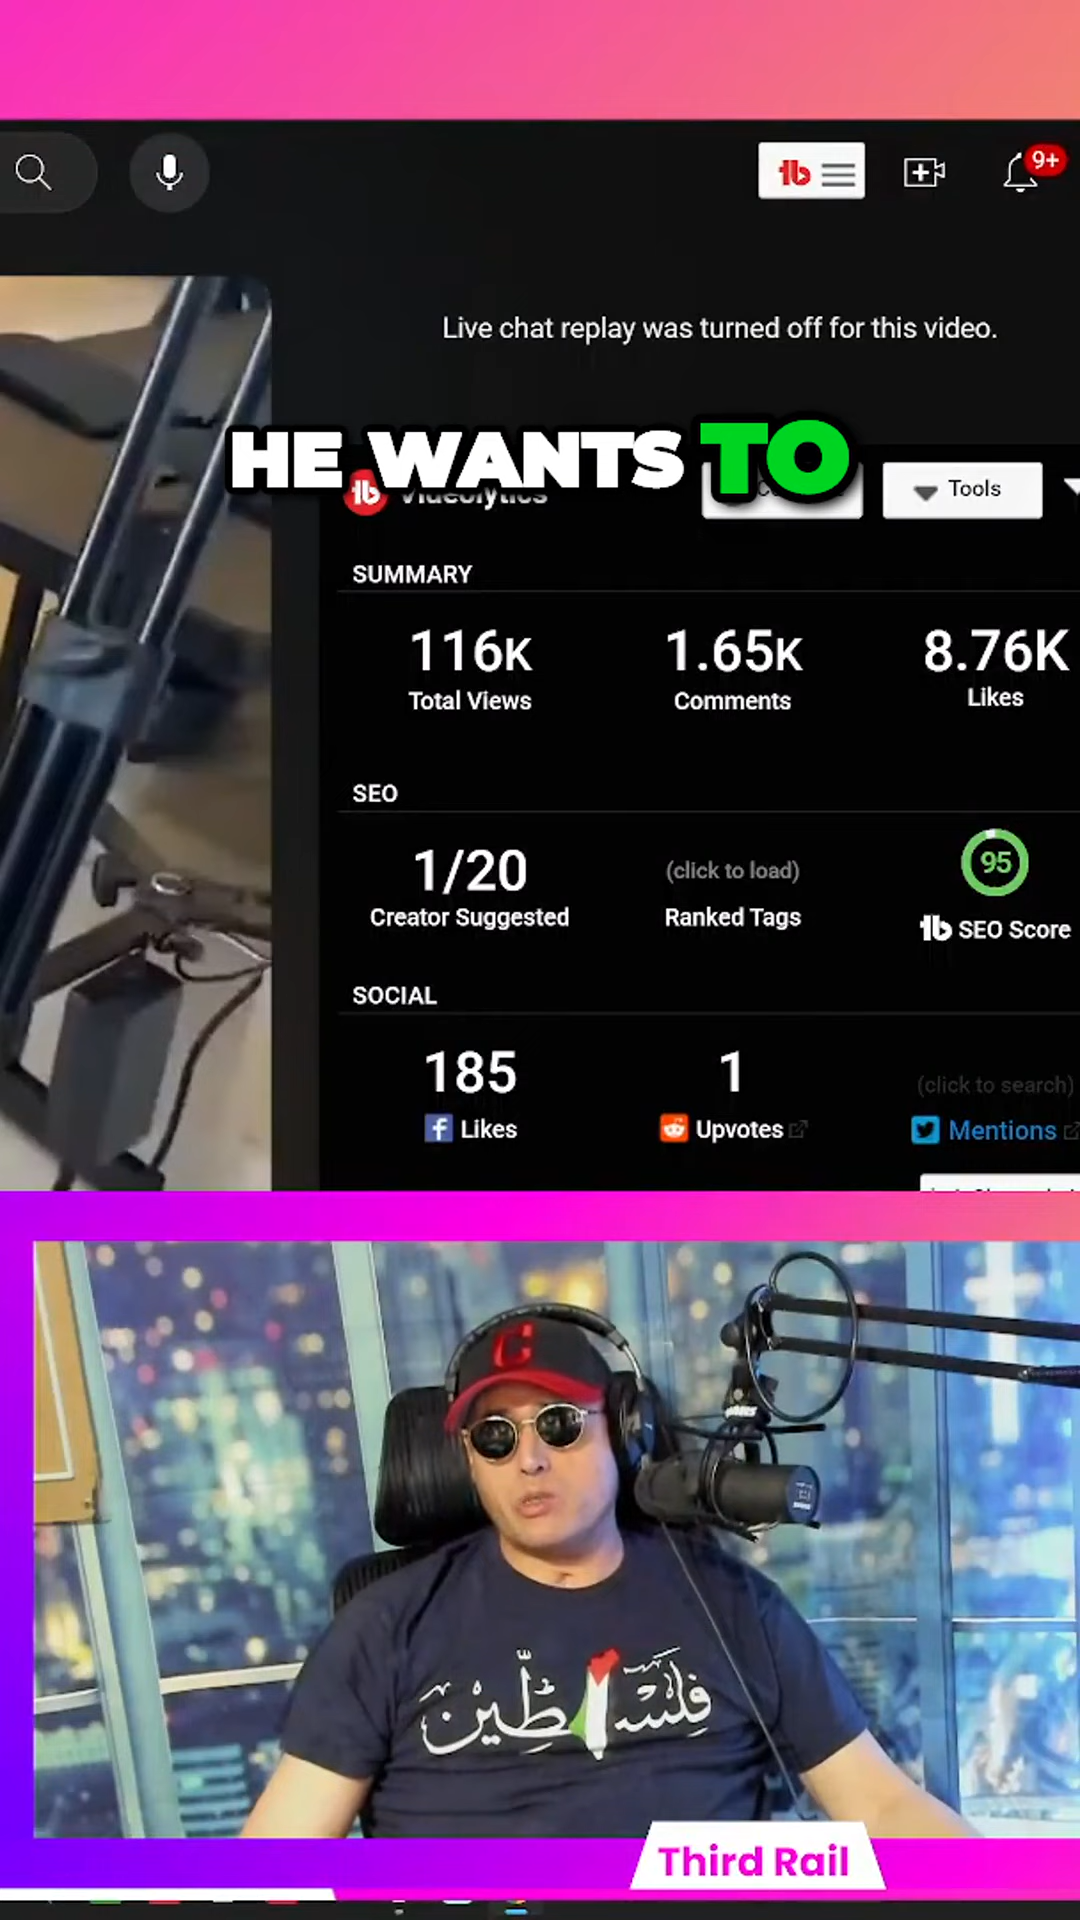 9+
Live chat replay was turned off for this video.
HE WANTS TO
Videolytics
Tools
SUMMARY
116K
1.65K
8.76K
Total Views
Comments
Likes
SEO
1/20
(click to load)
95
Creator Suggested
Ranked Tags
SEO Score
SOCIAL
185
1
(click to search)
Likes
Upvotes
Mentions
C
فلسطين
Third Rail